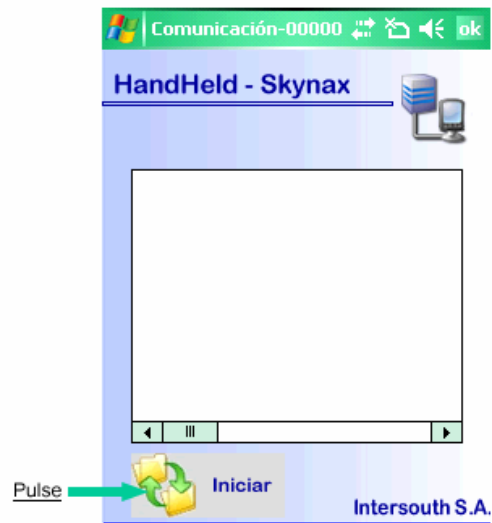 Comunicación-00000 ok
HandHeld - Skynax
Pulse
Iniciar
Intersouth S.A.